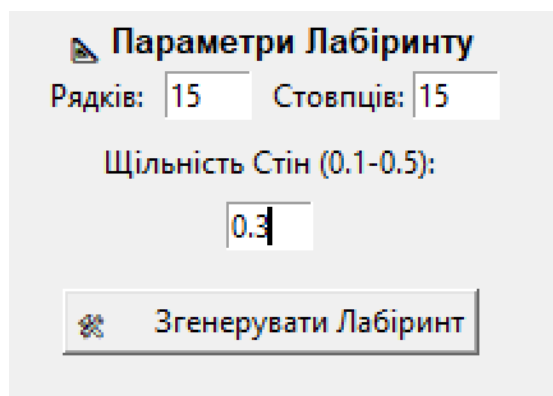 Параметри Лабіринту
Рядків: 15 Стовпців: 15
Щільність Стін (0.1-0.5):
0.3
Згенерувати Лабіринт